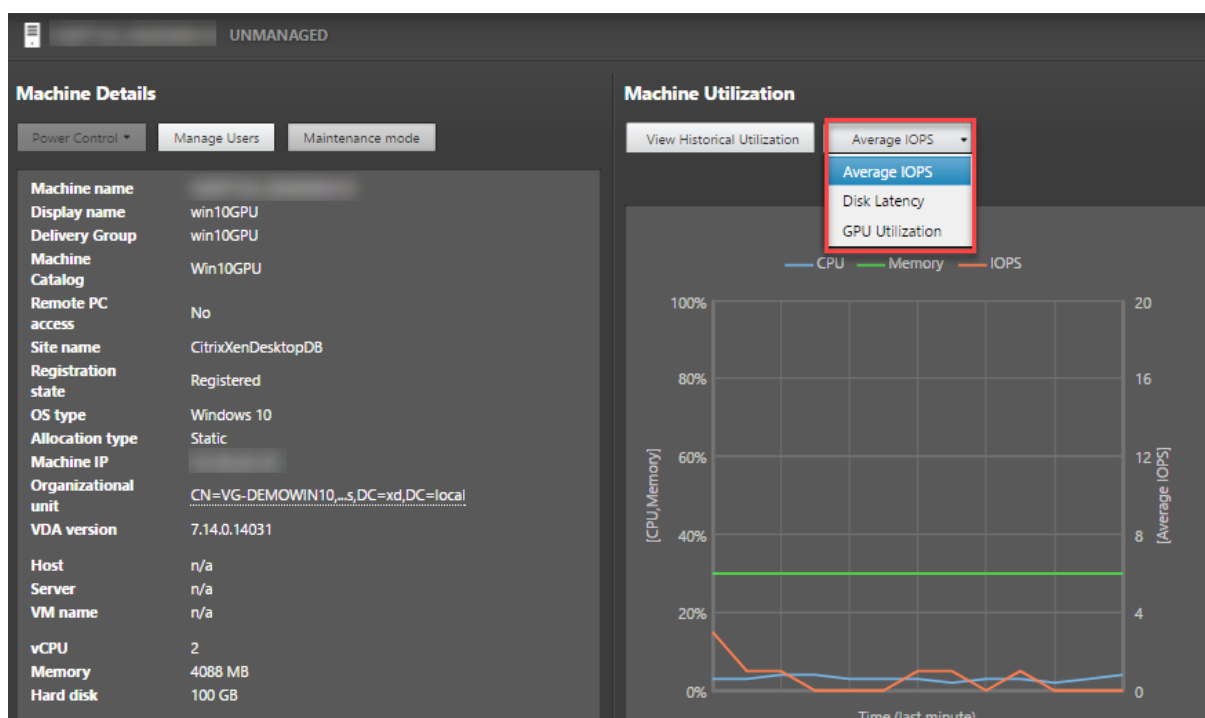 UNMANAGED
Machine Details
Power Control
Manage Users
Maintenance mode
Machine name
Display name win10GPU
Delivery Group win10GPU
Machine
Catalog
Win10GPU
Remote PC
access
No
Site name CitrixXenDesktopDB
Registration
state
Registered
OS type Windows 10
Allocation type Static
Machine IP
Organizational
unit
CN=VG-DEMOWIN10,...s,DC=xd,DC=local
VDA version 7.14.0.14031
Host n/a
Server n/a
VM name n/a
vCPU 2
Memory 4088 MB
Hard disk 100 GB
Machine Utilization
View Historical Utilization
Average IOPS
Average IOPS
Disk Latency
GPU Utilization
CPU Memory IOPS
100% 20
80% 16
60% 12
40% 8
20% 4
0% 0
[CPU,Memory]
[Average IOPS]
Time (last minute)